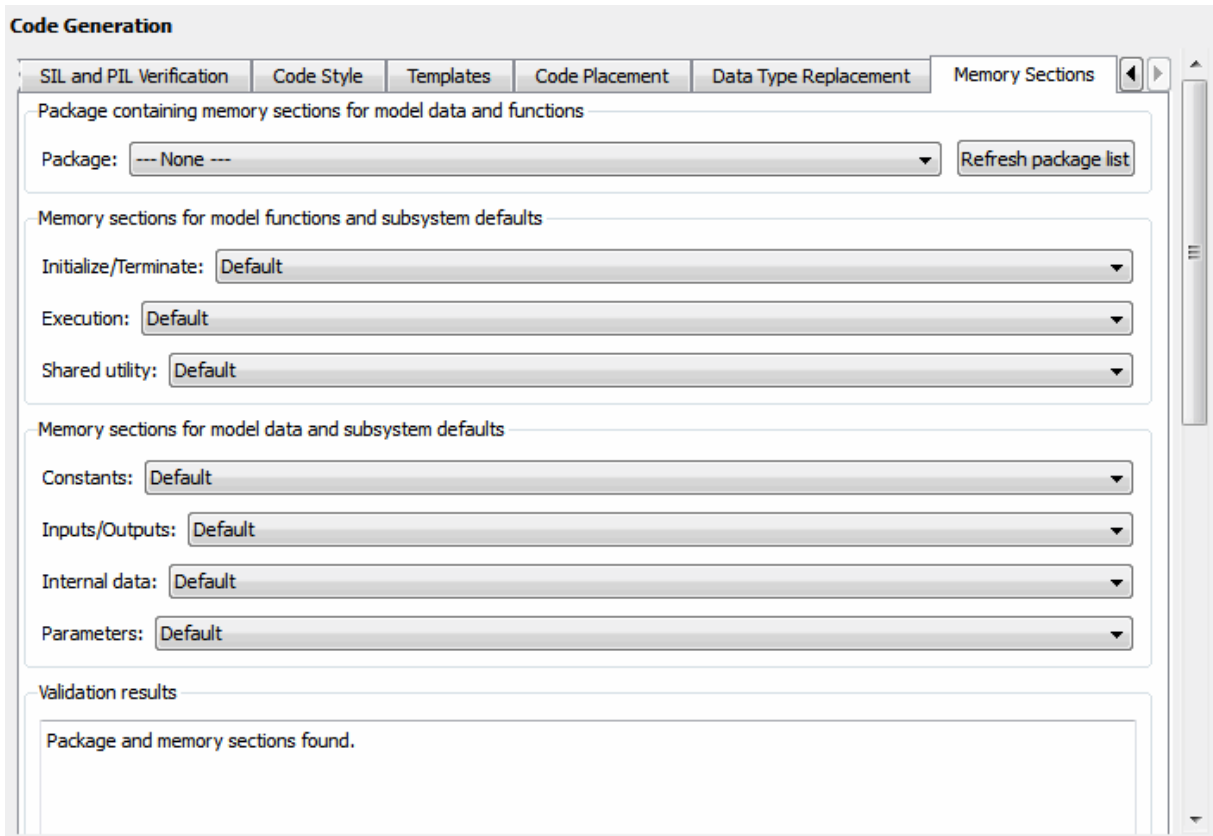 Code Generation
SIL and PIL Verification Code Style Templates Code Placement Data Type Replacement Memory Sections
Package containing memory sections for model data and functions
Package: --- None --- Refresh package list
Memory sections for model functions and subsystem defaults
Initialize/Terminate: Default
Execution: Default
Shared utility: Default
Memory sections for model data and subsystem defaults
Constants: Default
Inputs/Outputs: Default
Internal data: Default
Parameters: Default
Validation results
Package and memory sections found.